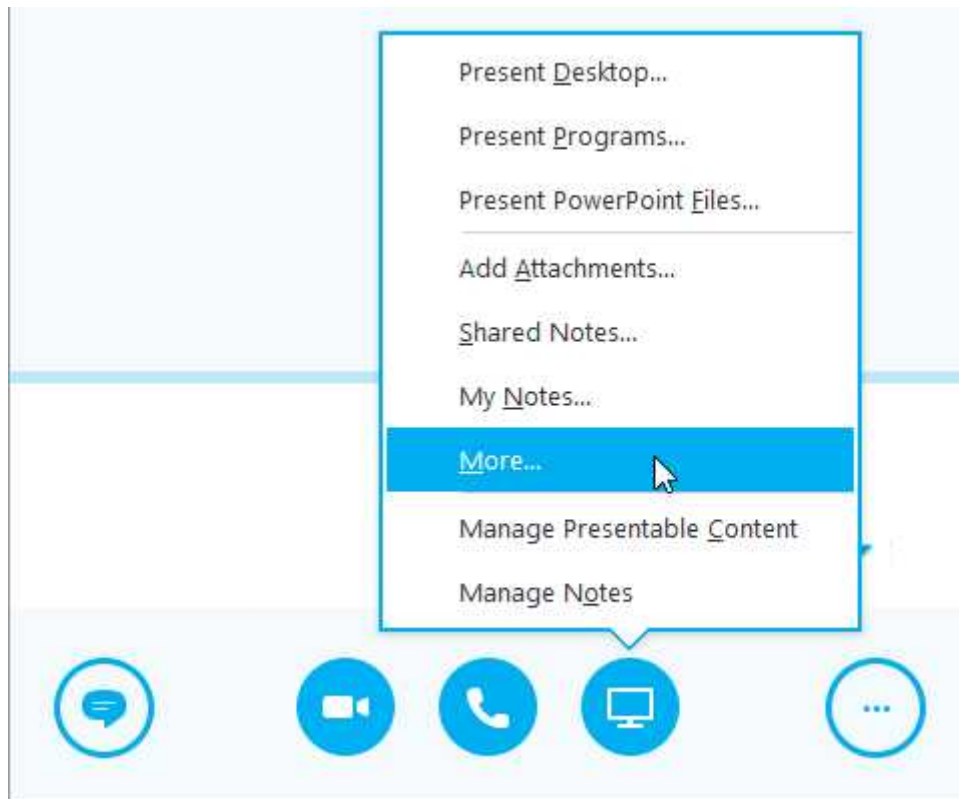 Present Desktop...
Present Programs...
Present PowerPoint Files...
Add Attachments...
Shared Notes...
My Notes...
More...
Manage Presentable Content
Manage Notes